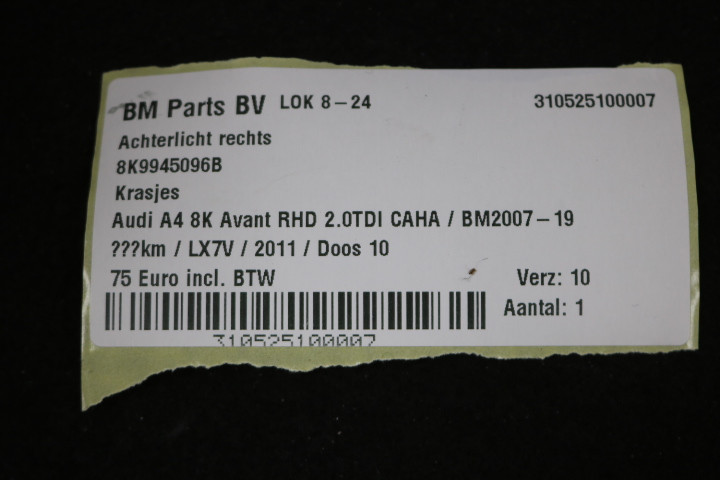 BM Parts BV LOK 8-24 310525100007
Achterlicht rechts
8K9945096B
Krasjes
Audi A4 8K Avant RHD 2.0TDI CAHA / BM2007-19
???km / LX7V / 2011 / Doos 10
75 Euro incl. BTW Verz: 10
Aantal: 1
310525100007